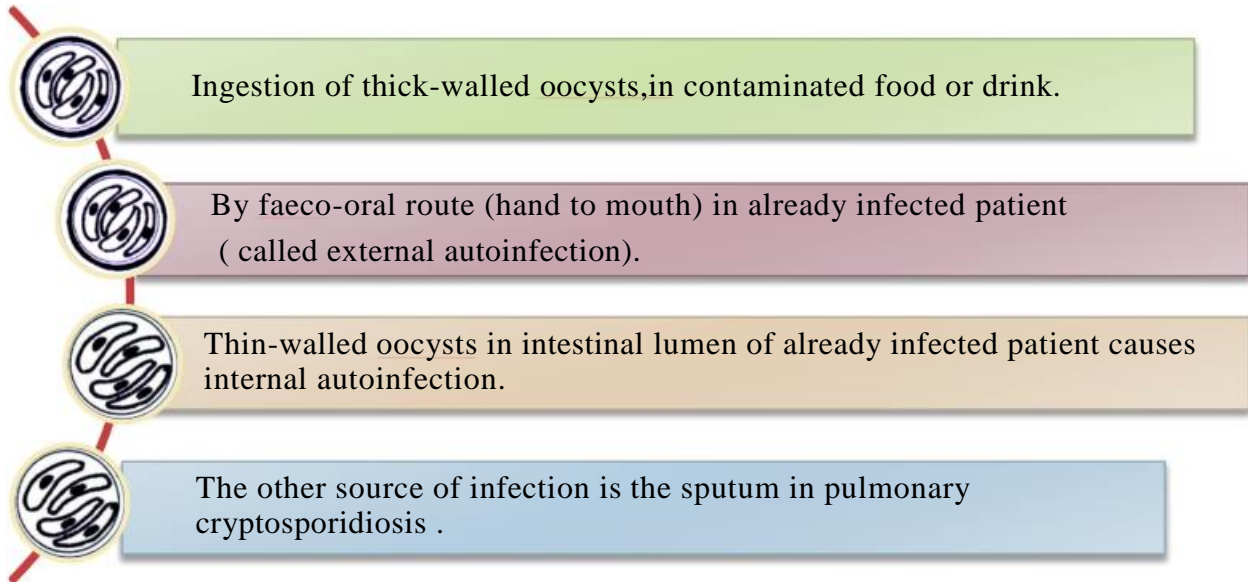 Ingestion of thick-walled oocysts,in contaminated food or drink.
By faeco-oral route (hand to mouth) in already infected patient
( called external autoinfection).
Thin-walled oocysts in intestinal lumen of already infected patient causes
internal autoinfection.
The other source of infection is the sputum in pulmonary
cryptosporidiosis .